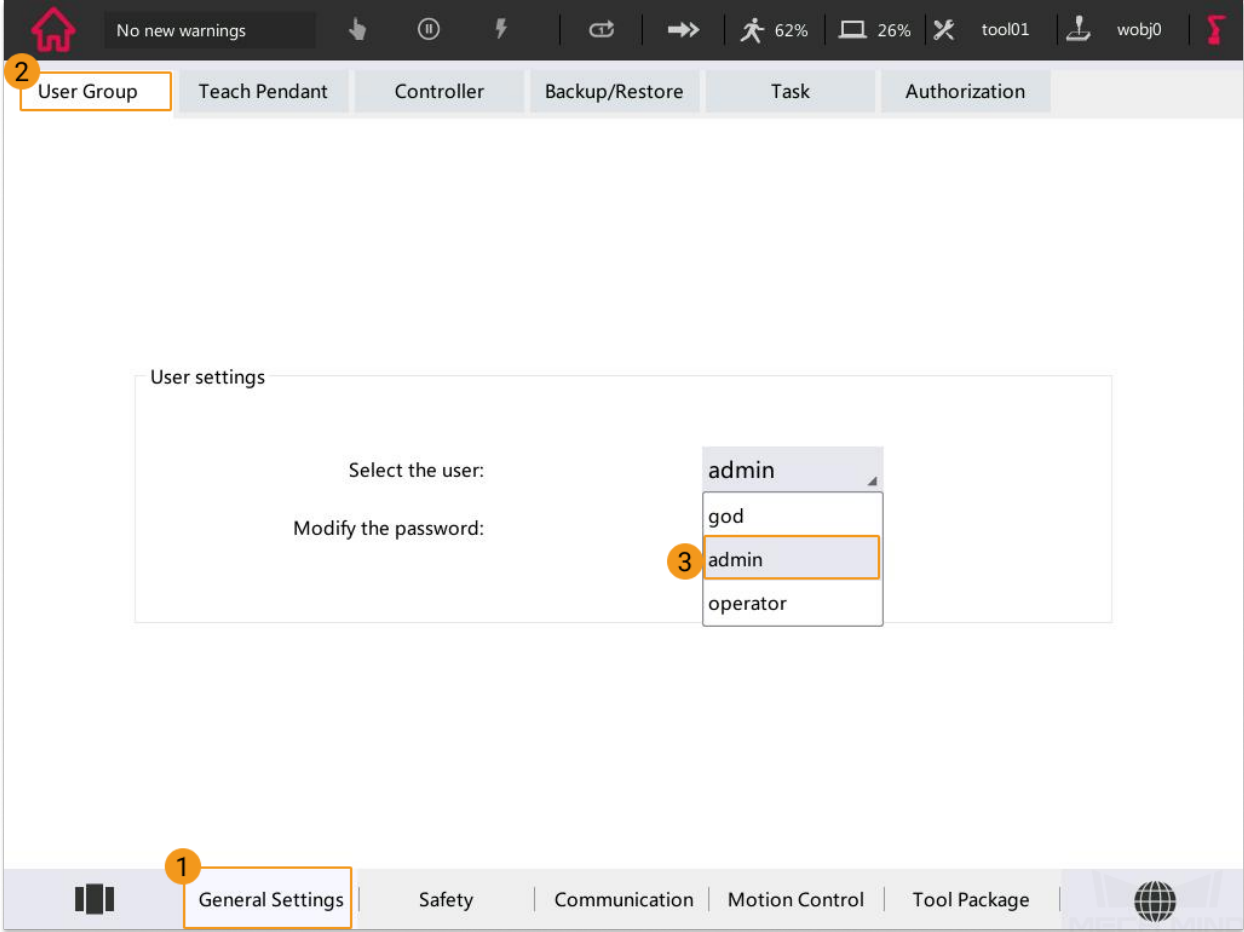 No new warnings
62%
26%
tool01
wobj0
2
User Group
Teach Pendant
Controller
Backup/Restore
Task
Authorization
User settings
Select the user:
admin
god
Modify the password:
3
admin
operator
1
General Settings
Safety
Communication
Motion Control
Tool Package
MECH MIND